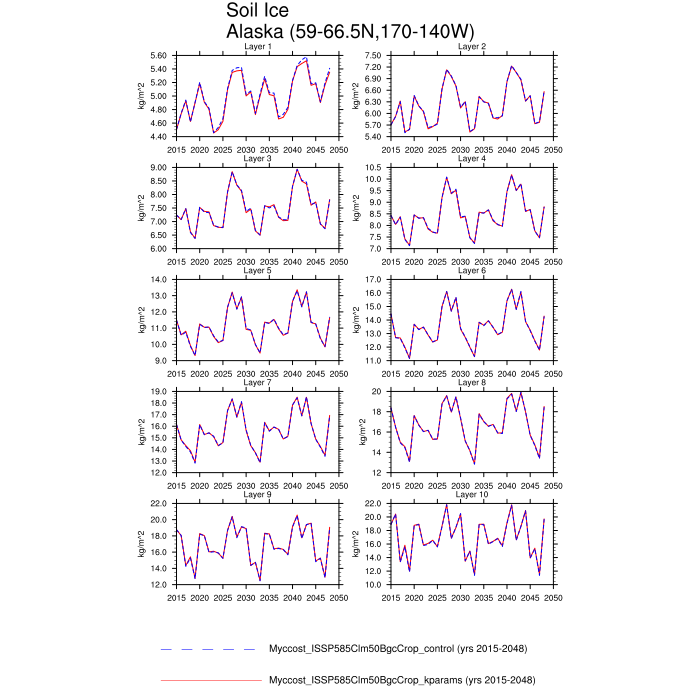 Soil Ice
Alaska (59-66.5N,170-140W)
Layer 1
Layer 2
kg/m^2
5.60
5.40
5.20
5.00
4.80
4.60
4.40
2015 2020 2025 2030 2035 2040 2045 2050
kg/m^2
7.50
7.20
6.90
6.60
6.30
6.00
5.70
5.40
2015 2020 2025 2030 2035 2040 2045 2050
Layer 3
Layer 4
kg/m^2
9.00
8.50
8.00
7.50
7.00
6.50
6.00
2015 2020 2025 2030 2035 2040 2045 2050
kg/m^2
10.5
10.0
9.5
9.0
8.5
8.0
7.5
7.0
2015 2020 2025 2030 2035 2040 2045 2050
Layer 5
Layer 6
kg/m^2
14.0
13.0
12.0
11.0
10.0
9.0
2015 2020 2025 2030 2035 2040 2045 2050
kg/m^2
17.0
16.0
15.0
14.0
13.0
12.0
11.0
2015 2020 2025 2030 2035 2040 2045 2050
Layer 7
Layer 8
kg/m^2
19.0
18.0
17.0
16.0
15.0
14.0
13.0
12.0
2015 2020 2025 2030 2035 2040 2045 2050
kg/m^2
20
18
16
14
12
2015 2020 2025 2030 2035 2040 2045 2050
Layer 9
Layer 10
kg/m^2
22.0
20.0
18.0
16.0
14.0
12.0
2015 2020 2025 2030 2035 2040 2045 2050
kg/m^2
22.0
20.0
18.0
16.0
14.0
12.0
10.0
2015 2020 2025 2030 2035 2040 2045 2050
Myccost_ISSP585Clm50BgcCrop_control (yrs 2015-2048)
Myccost_ISSP585Clm50BgcCrop_kparams (yrs 2015-2048)